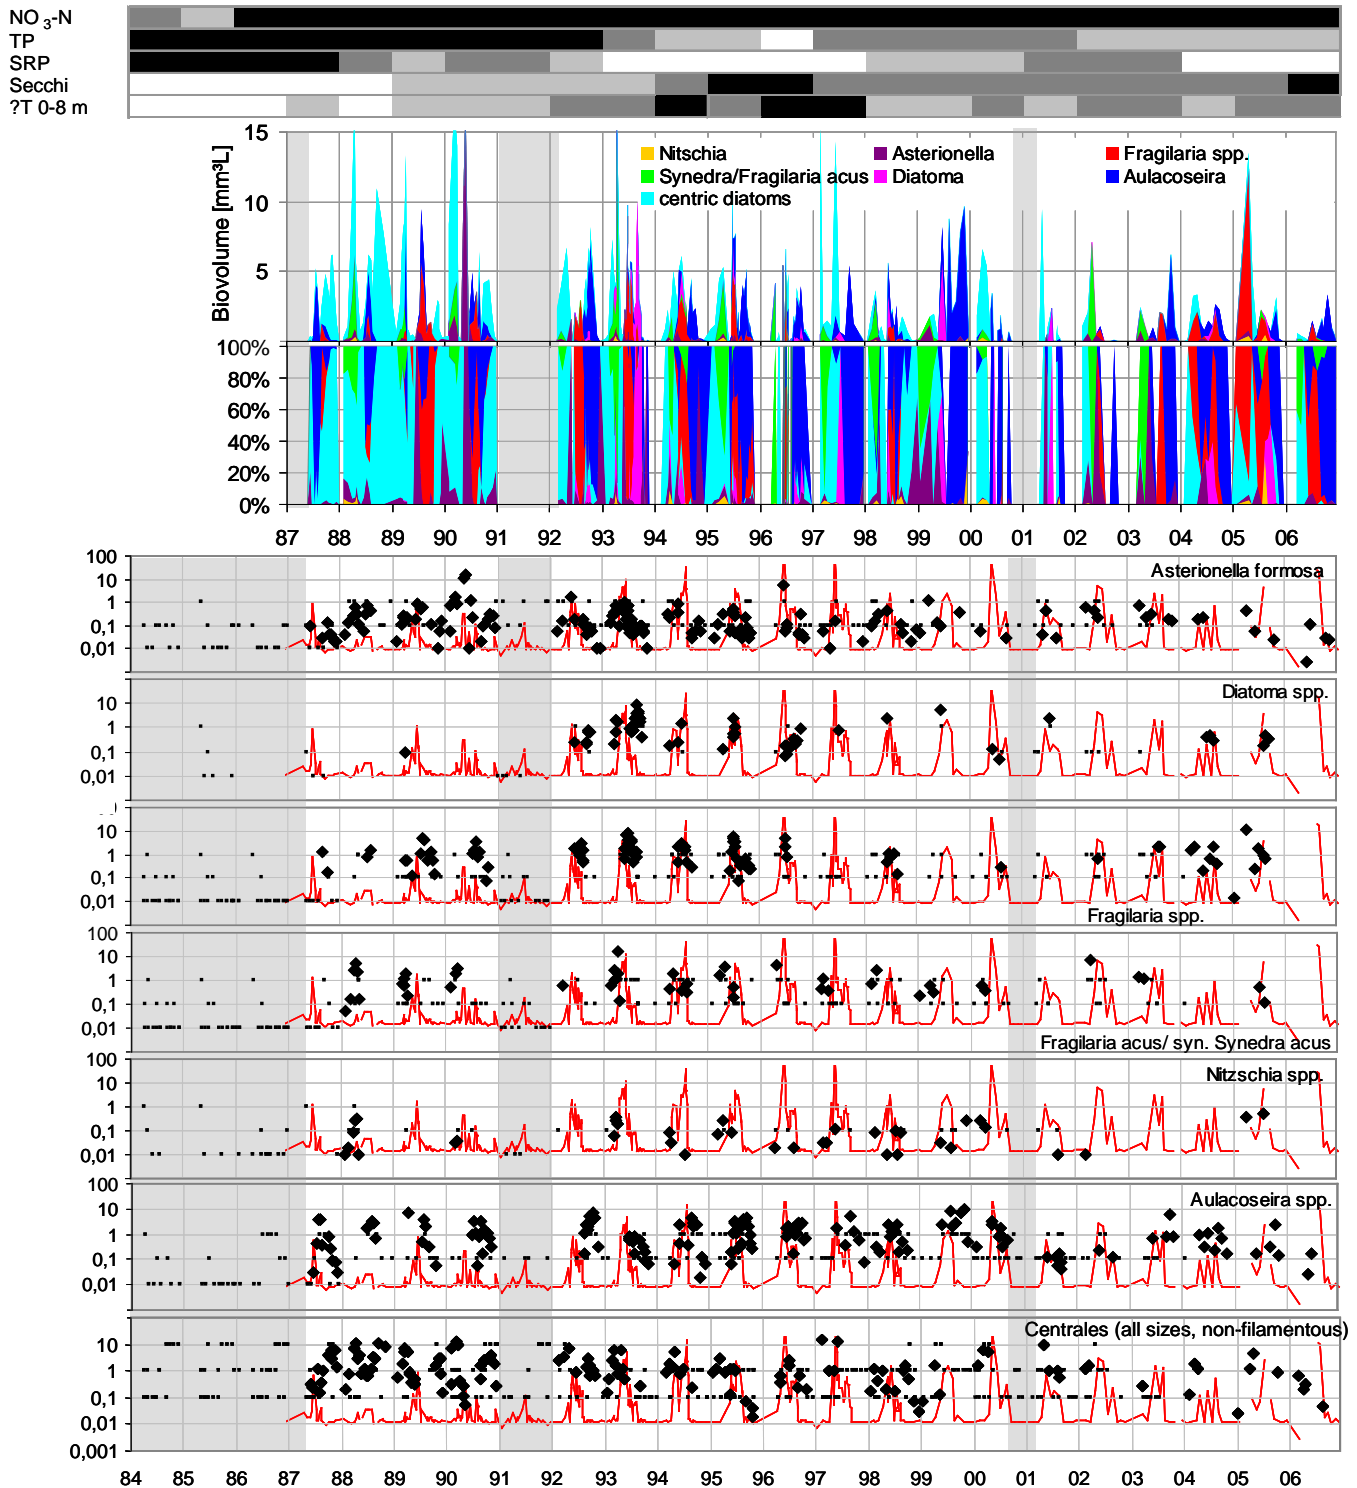 NO 3-N
TP
SRP
Secchi
?T 0-8 m
15
10
5
Biovolume [mm³L]
Nitschia
Asterionella
Fragilaria spp.
Synedra/Fragilaria acus
Diatoma
Aulacoseira
centric diatoms
100%
80%
60%
40%
20%
0%
87 88 89 90 91 92 93 94 95 96 97 98 99 00 01 02 03 04 05 06
100
10
1
0,1
0,01
Asterionella formosa
10
1
0,1
0,01
Diatoma spp.
10
1
0,1
0,01
Fragilaria spp.
100
10
1
0,1
0,01
Fragilaria acus/ syn. Synedra acus
100
10
1
0,1
0,01
Nitzschia spp.
100
10
1
0,1
0,01
Aulacoseira spp.
10
1
0,1
0,01
0,001
Centrales (all sizes, non-filamentous)
84 85 86 87 88 89 90 91 92 93 94 95 96 97 98 99 00 01 02 03 04 05 06